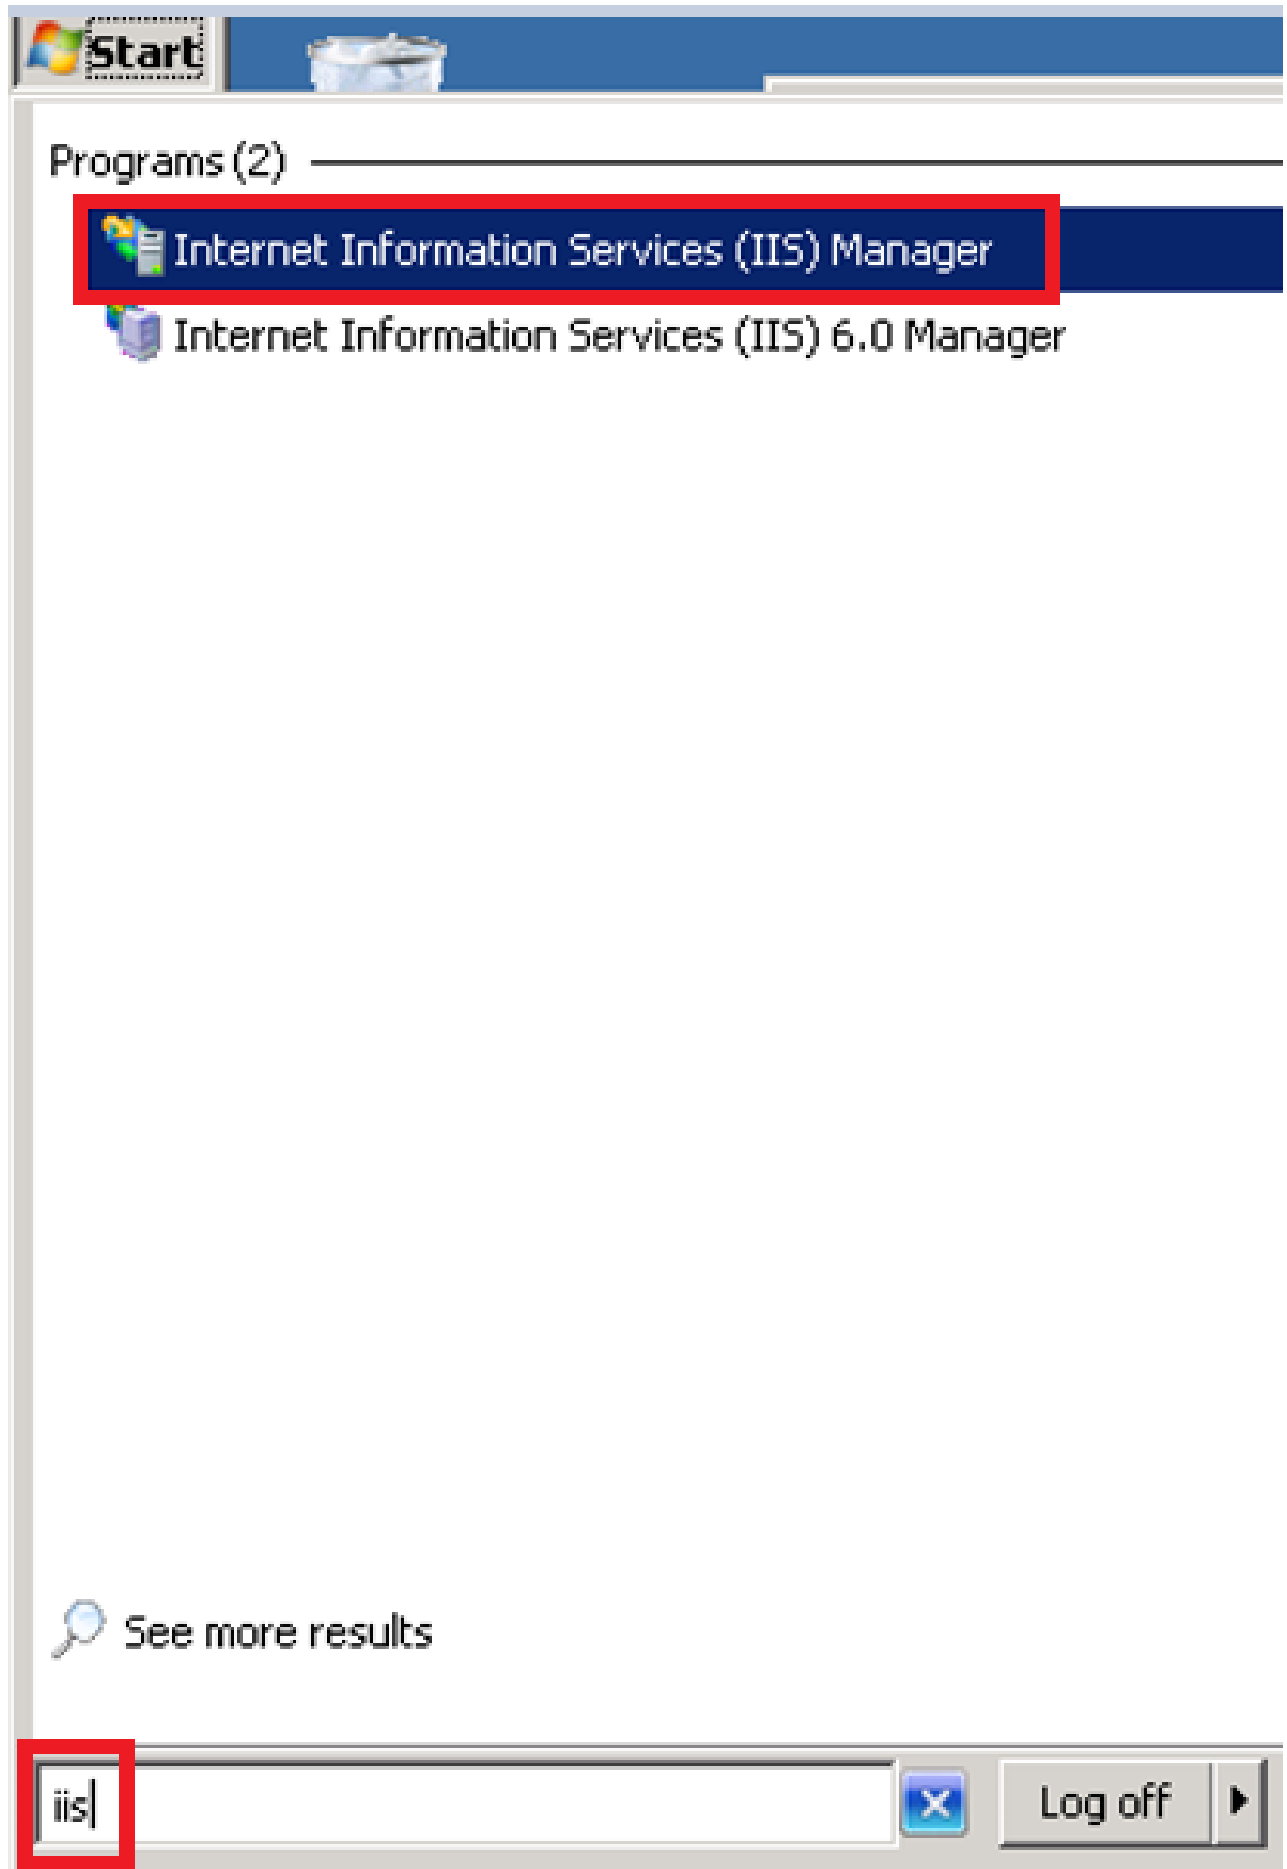 Start
Programs (2)
Internet Information Services (IIS) Manager
Internet Information Services (IIS) 6.0 Manager
See more results
iis
Log off